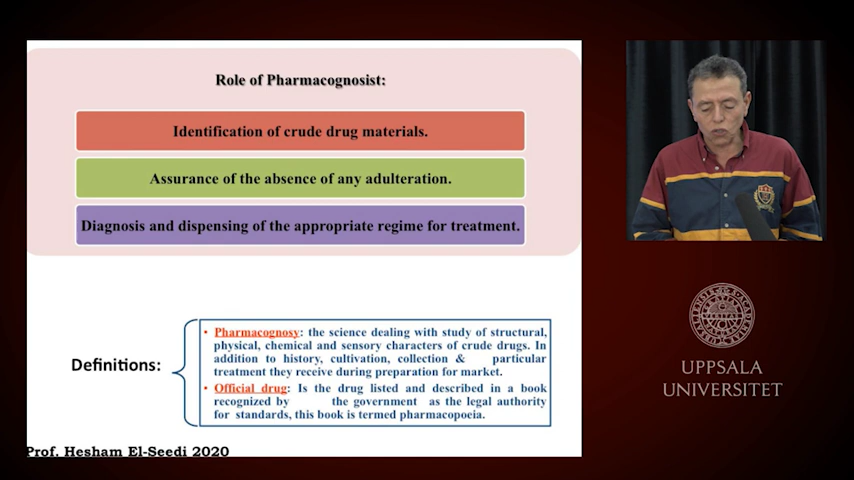 Role of Pharmacognosist:
Identification of crude drug materials.
Assurance of the absence of any adulteration.
Diagnosis and dispensing of the appropriate regime for treatment.
Definitions:
• Pharmacognosy: the science dealing with study of structural,
physical, chemical and sensory characters of crude drugs. In
addition to history, cultivation, collection & particular
treatment they receive during preparation for market.
• Official drug: Is the drug listed and described in a book
recognized by the government as the legal authority
for standards, this book is termed pharmacopoeia.
Prof. Hesham El-Seedi 2020
UPPSALA
UNIVERSITET